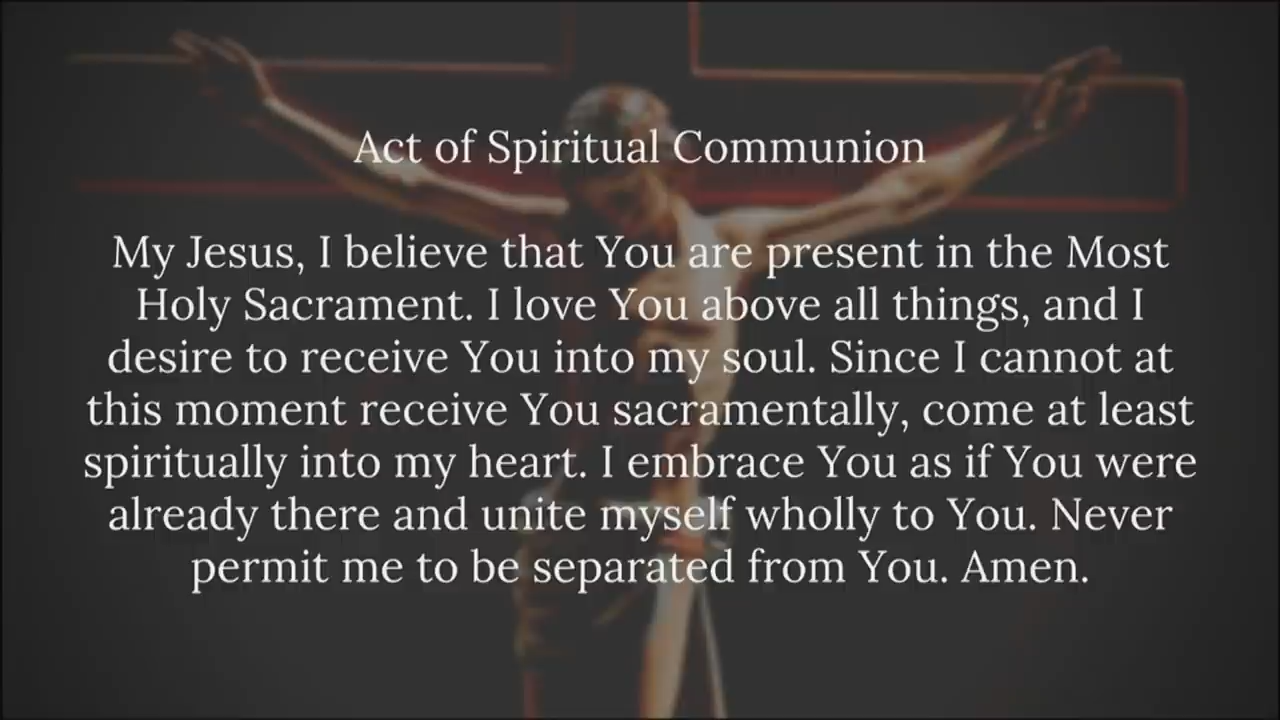 Act of Spiritual Communion
My Jesus, I believe that You are present in the Most
Holy Sacrament. I love You above all things, and I
desire to receive You into my soul. Since I cannot at
this moment receive You sacramentally, come at least
spiritually into my heart. I embrace You as if You were
already there and unite myself wholly to You. Never
permit me to be separated from You. Amen.